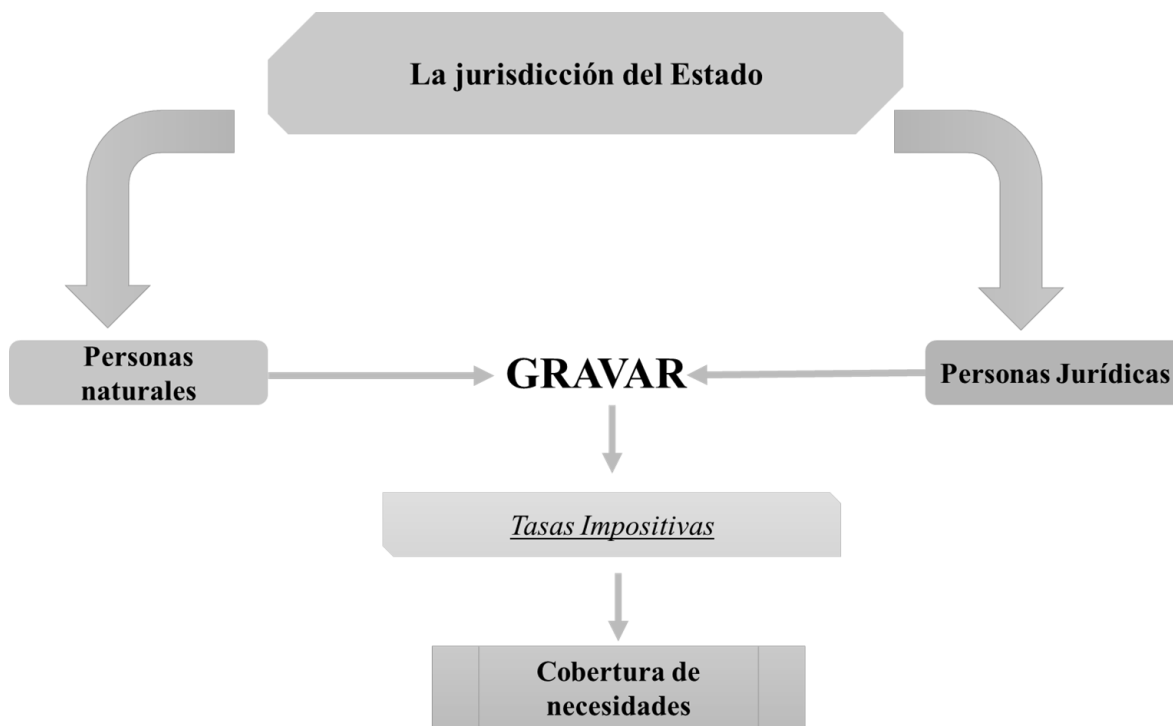 La jurisdicción del Estado
Personas
naturales
GRAVAR
Personas Jurídicas
Tasas Impositivas
Cobertura de
necesidades